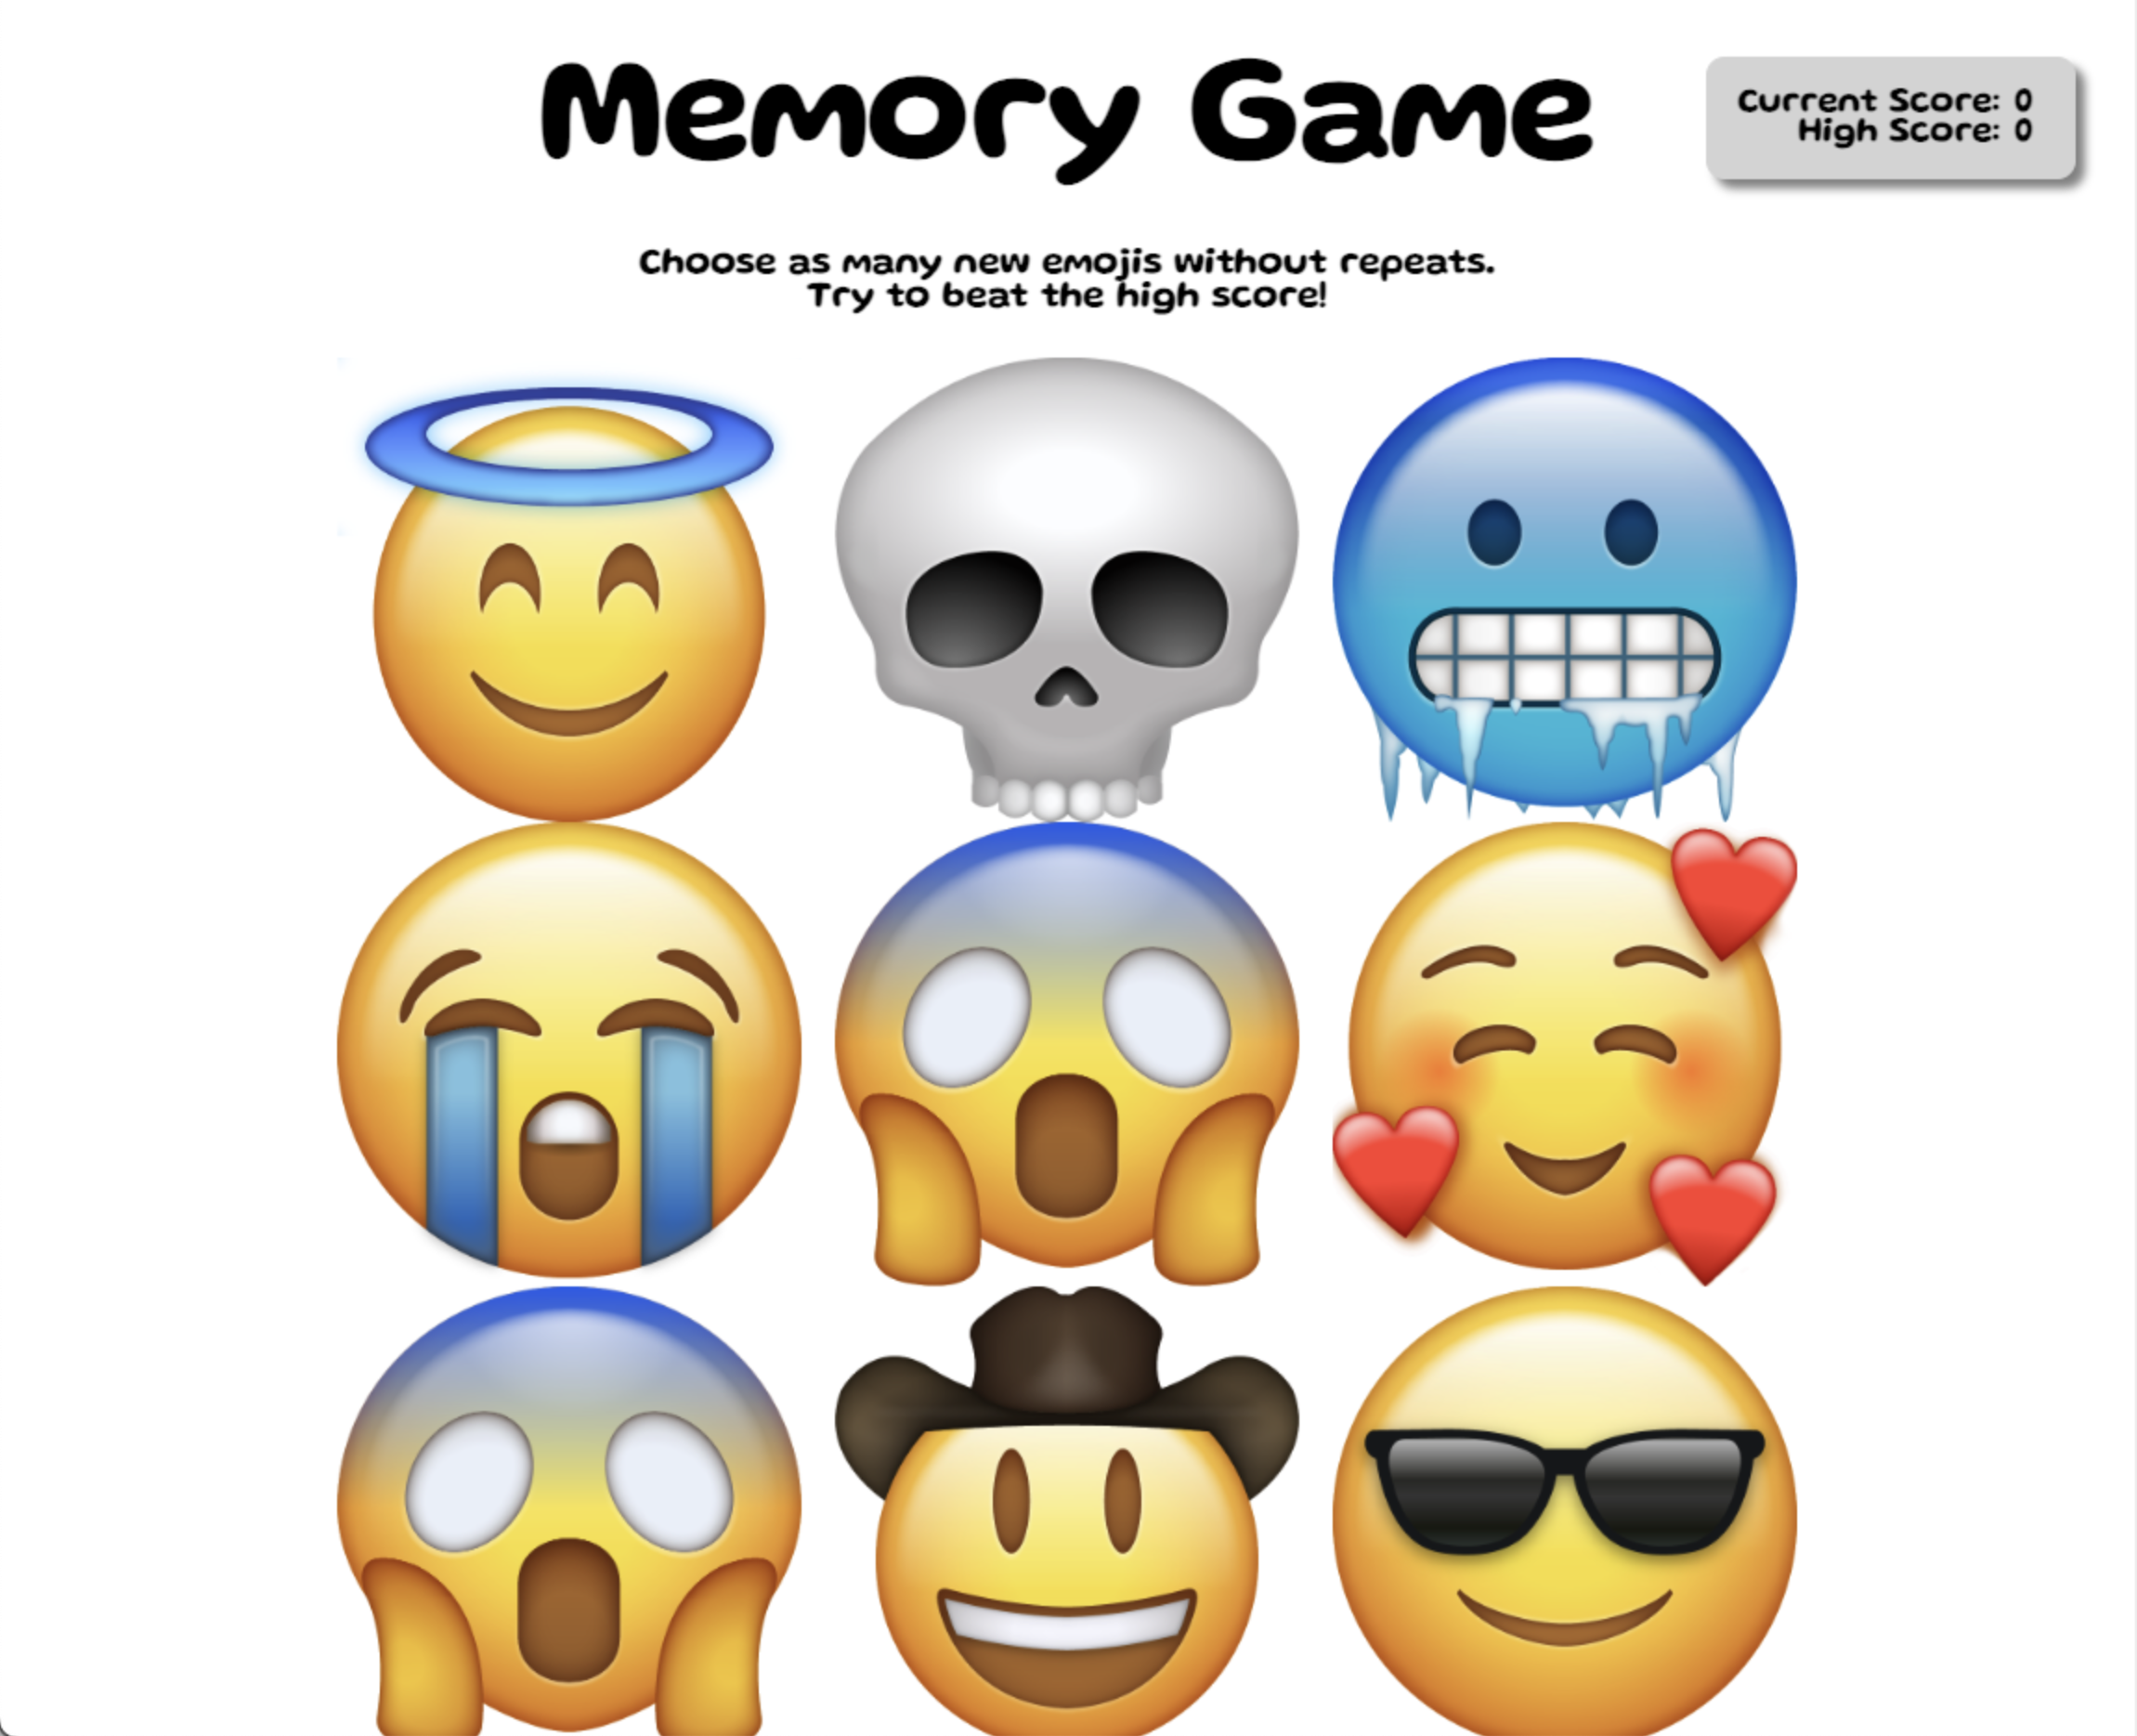 Memory Game
Current Score: 0
High Score: 0
Choose as many new emojis without repeats.
Try to beat the high score!